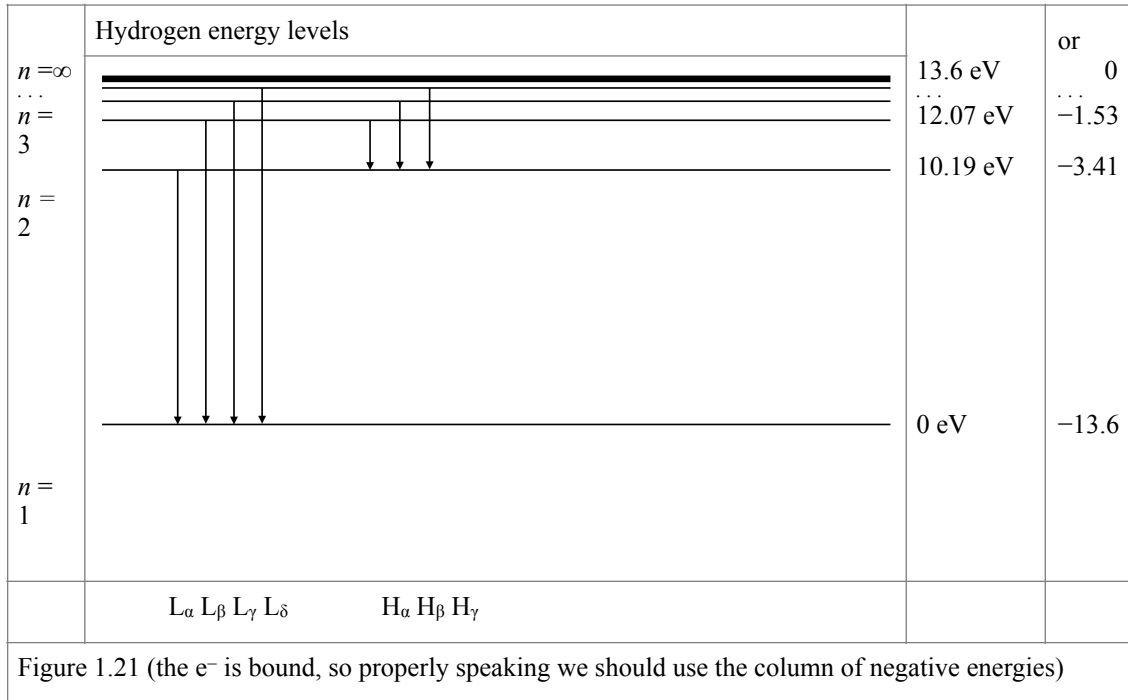 Hydrogen energy levels
or
n =∞ 13.6 eV 0
. . . . . . . . .
n = 3 12.07 eV −1.53
10.19 eV −3.41
n = 2
0 eV −13.6
n = 1
Lα Lβ Lγ Lδ Hα Hβ Hγ
Figure 1.21 (the e⁻ is bound, so properly speaking we should use the column of negative energies)